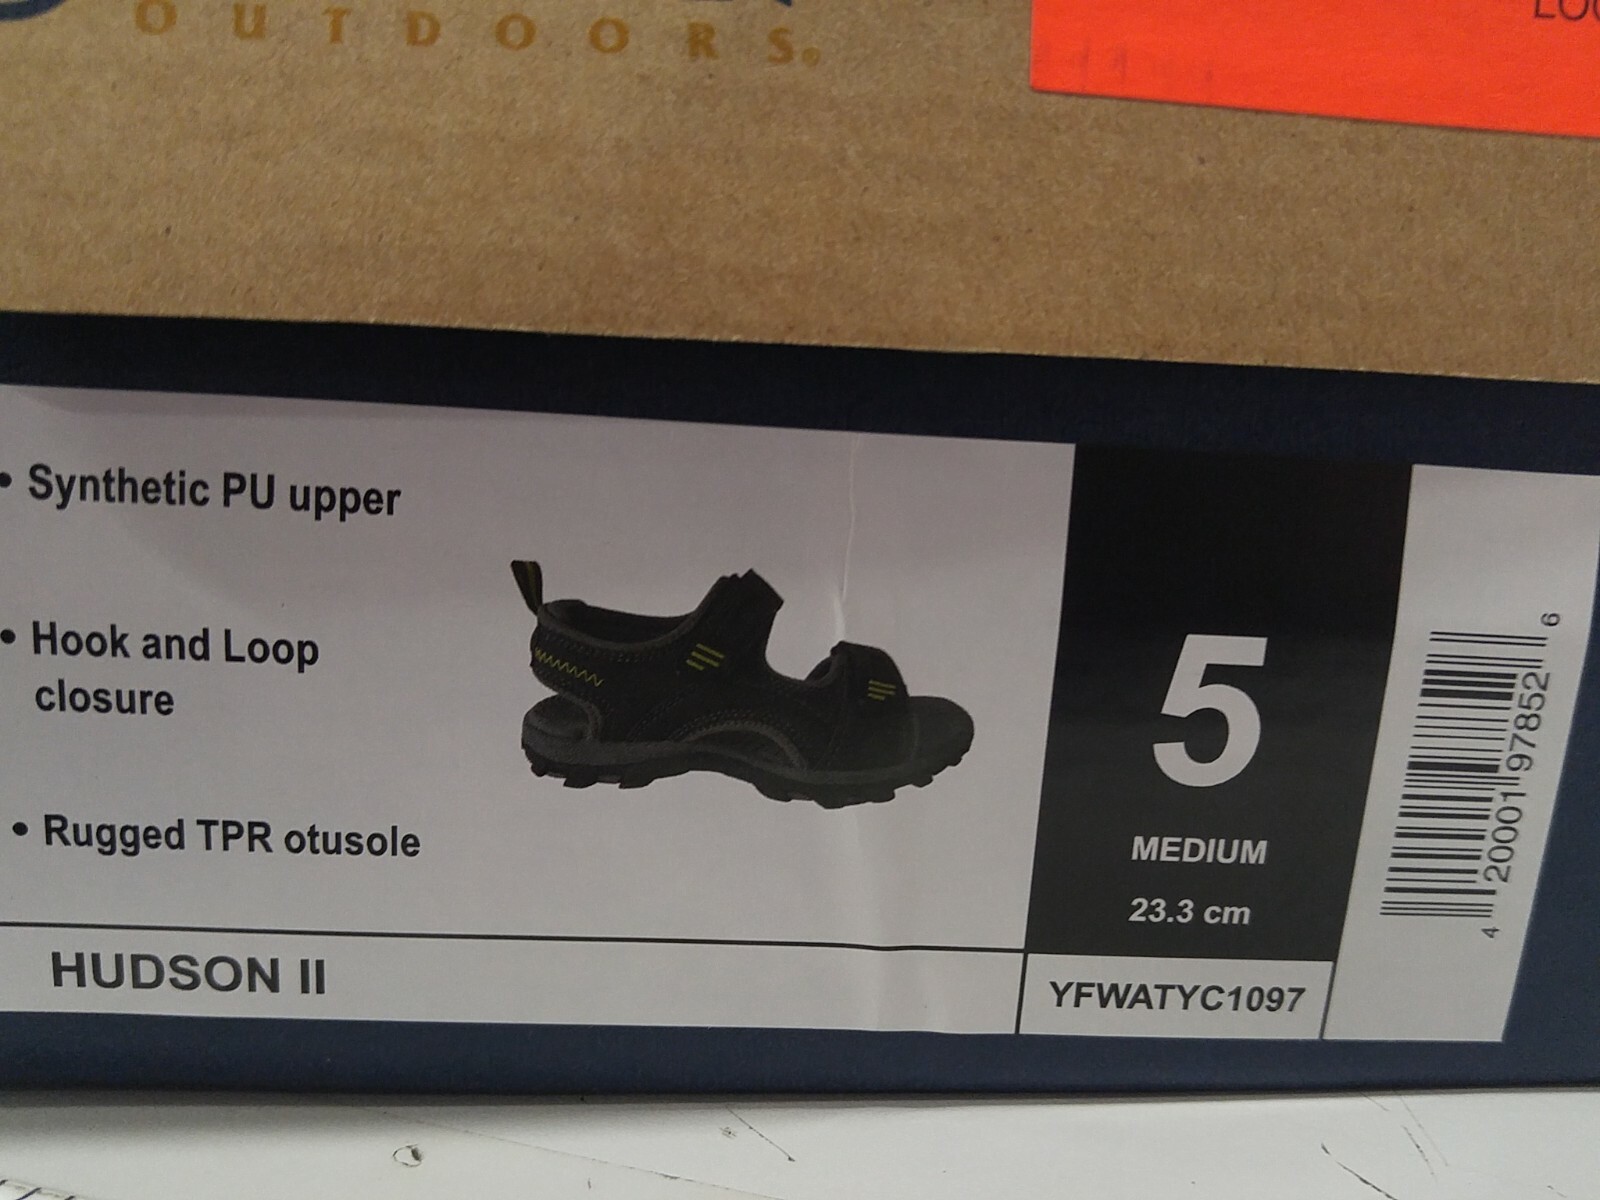 OUTDOORS®
• Synthetic PU upper
• Hook and Loop
closure
• Rugged TPR otusole
HUDSON II
5
MEDIUM
23.3 cm
YFWATYC1097
4 20001 97852 6